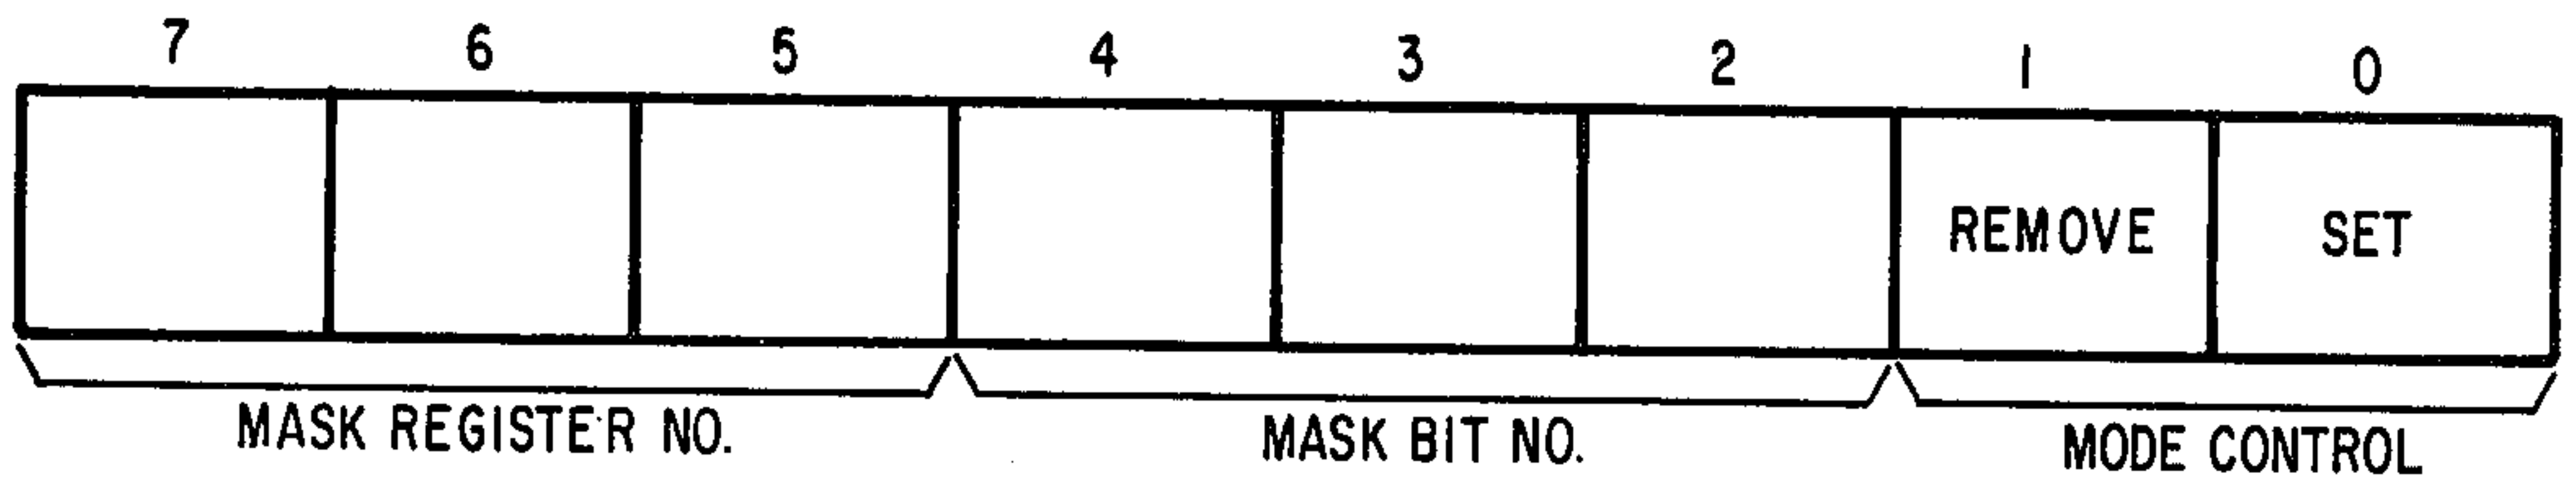 7 6 5 4 3 2 1 0
REMOVE SET
MASK REGISTER NO. MASK BIT NO. MODE CONTROL